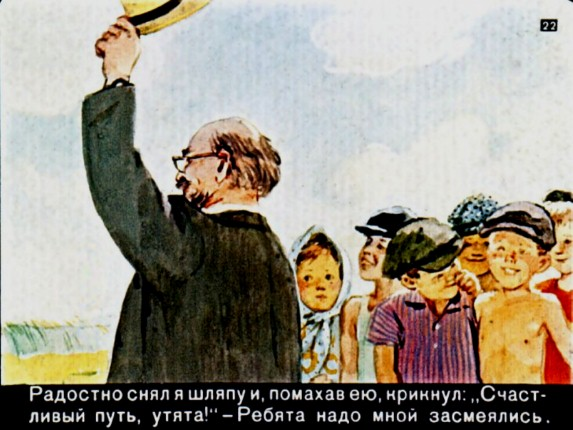 22
Радостно снял я шляпу и, помахав ею, крикнул: „Счаст-
ливый путь, утята!“ – Ребята надо мной засмеялись.